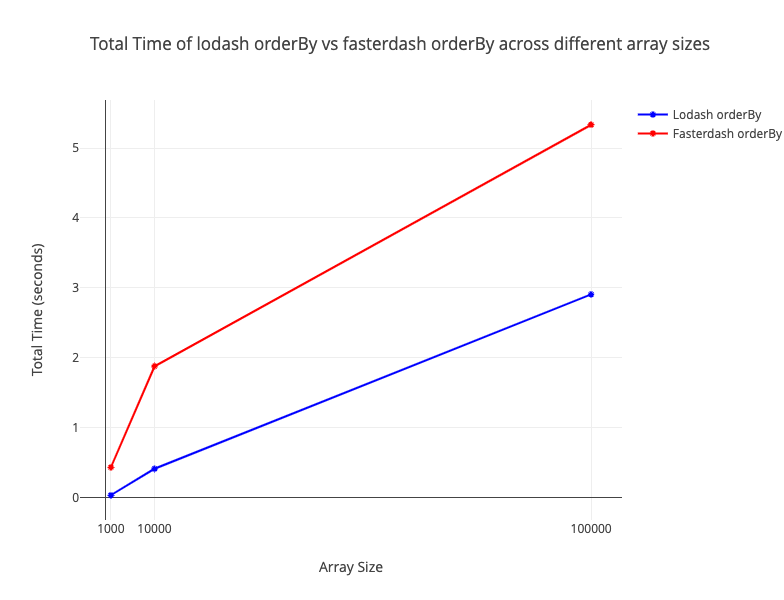 Total Time of lodash orderBy vs fasterdash orderBy across different array sizes
Lodash orderBy
Fasterdash orderBy
5
4
3
2
1
0
Total Time (seconds)
1000
10000
100000
Array Size